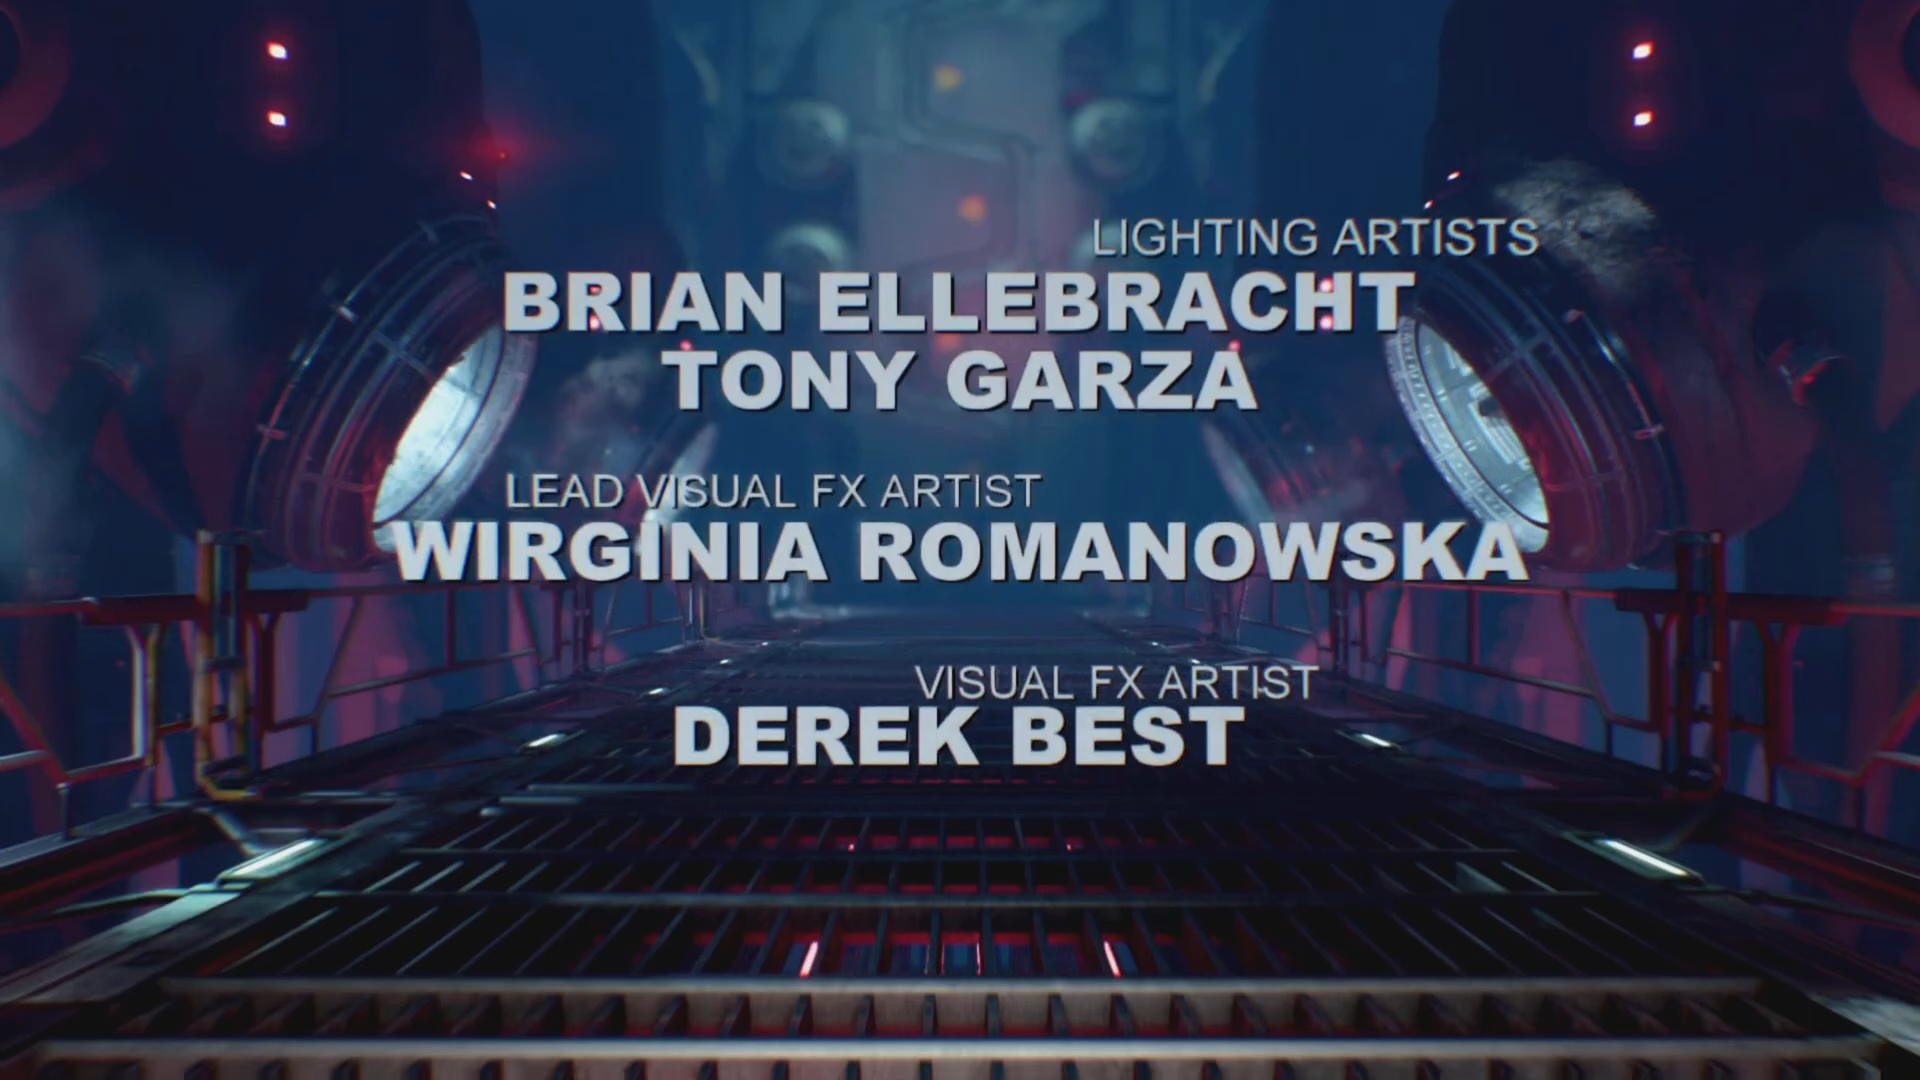 LIGHTING ARTISTS
BRIAN ELLEBRACHT
TONY GARZA
LEAD VISUAL FX ARTIST
WIRGINIA ROMANOWSKA
VISUAL FX ARTIST
DEREK BEST